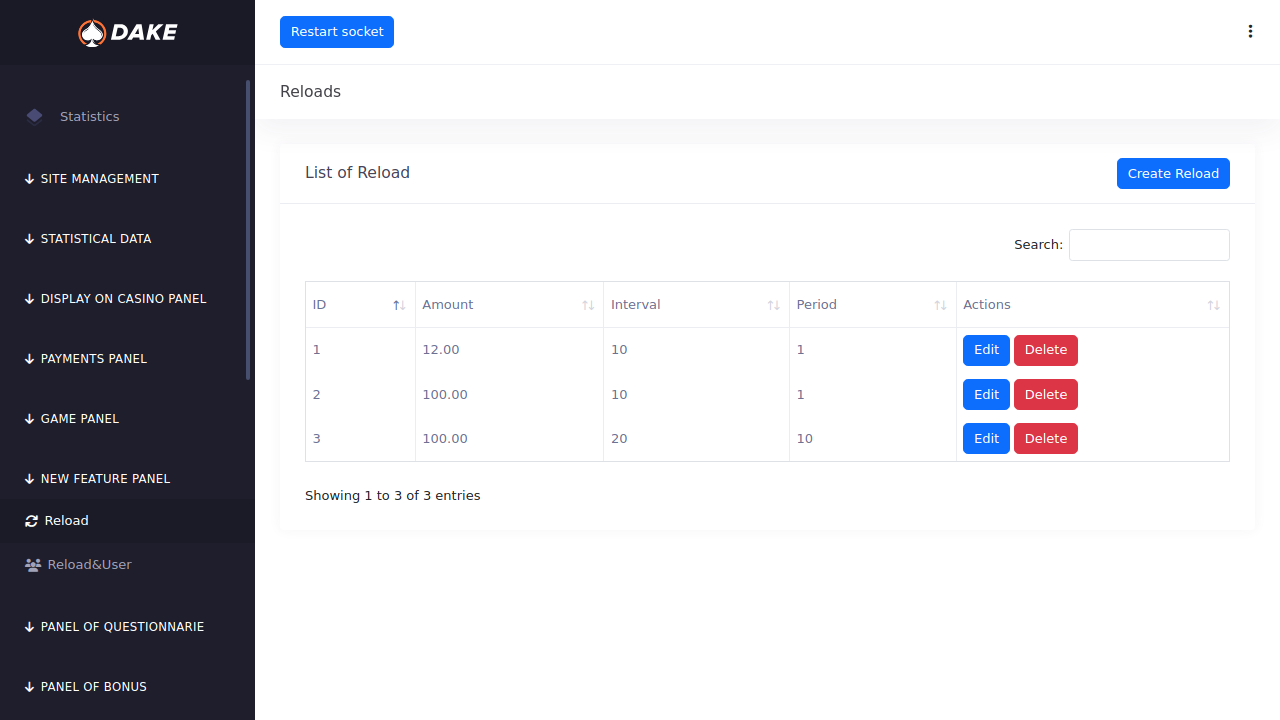 DAKE
Restart socket
Statistics
SITE MANAGEMENT
STATISTICAL DATA
DISPLAY ON CASINO PANEL
PAYMENTS PANEL
GAME PANEL
NEW FEATURE PANEL
Reload
Reload&User
PANEL OF QUESTIONNARIE
PANEL OF BONUS
Reloads
List of Reload
Create Reload
Search:
ID Amount Interval Period Actions
1 12.00 10 1 Edit Delete
2 100.00 10 1 Edit Delete
3 100.00 20 10 Edit Delete
Showing 1 to 3 of 3 entries